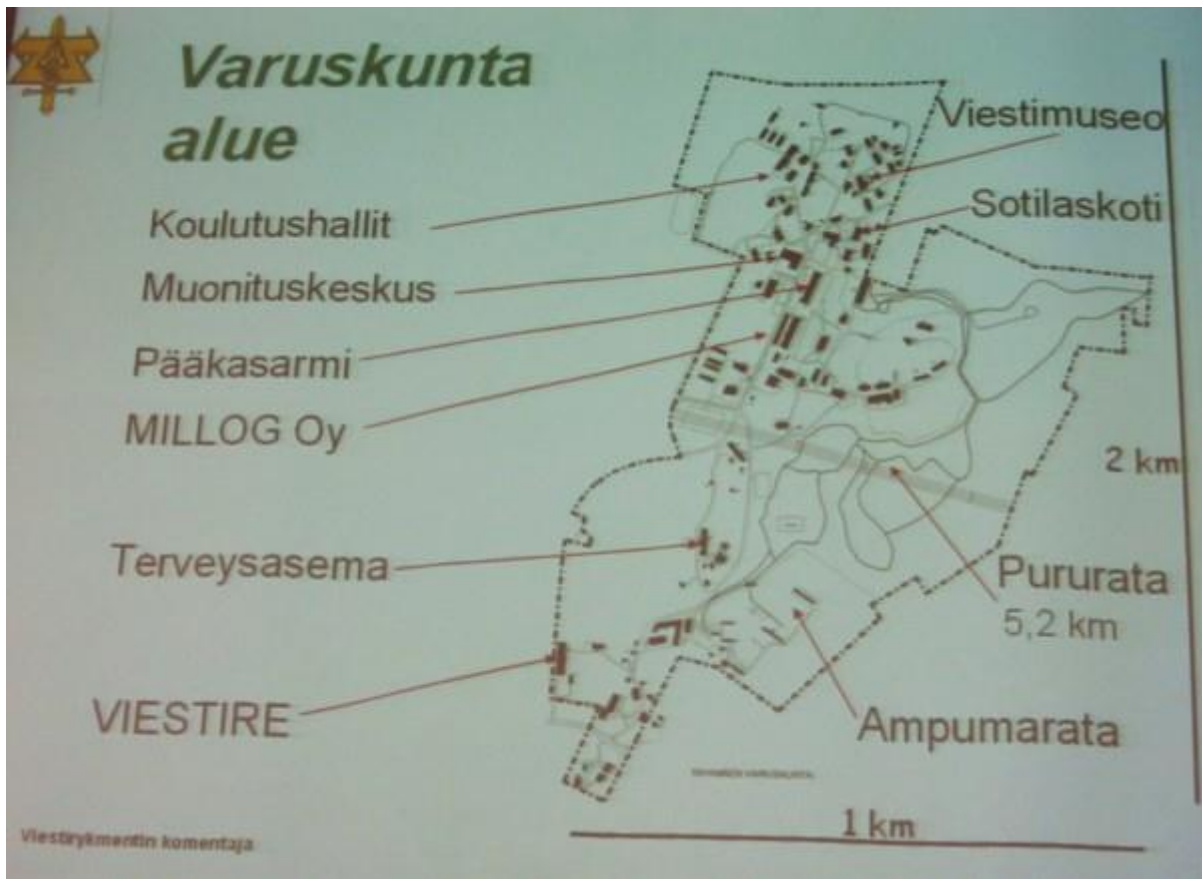 Varuskunta
alue
Viestimuseo
Koulutushallit
Sotilaskoti
Muonituskeskus
Pääkasarmi
MILLOG Oy
2 km
Terveysasema
Pururata
5,2 km
VIESTIRE
Ampumarata
1 km
Viestirykmentin komentaja